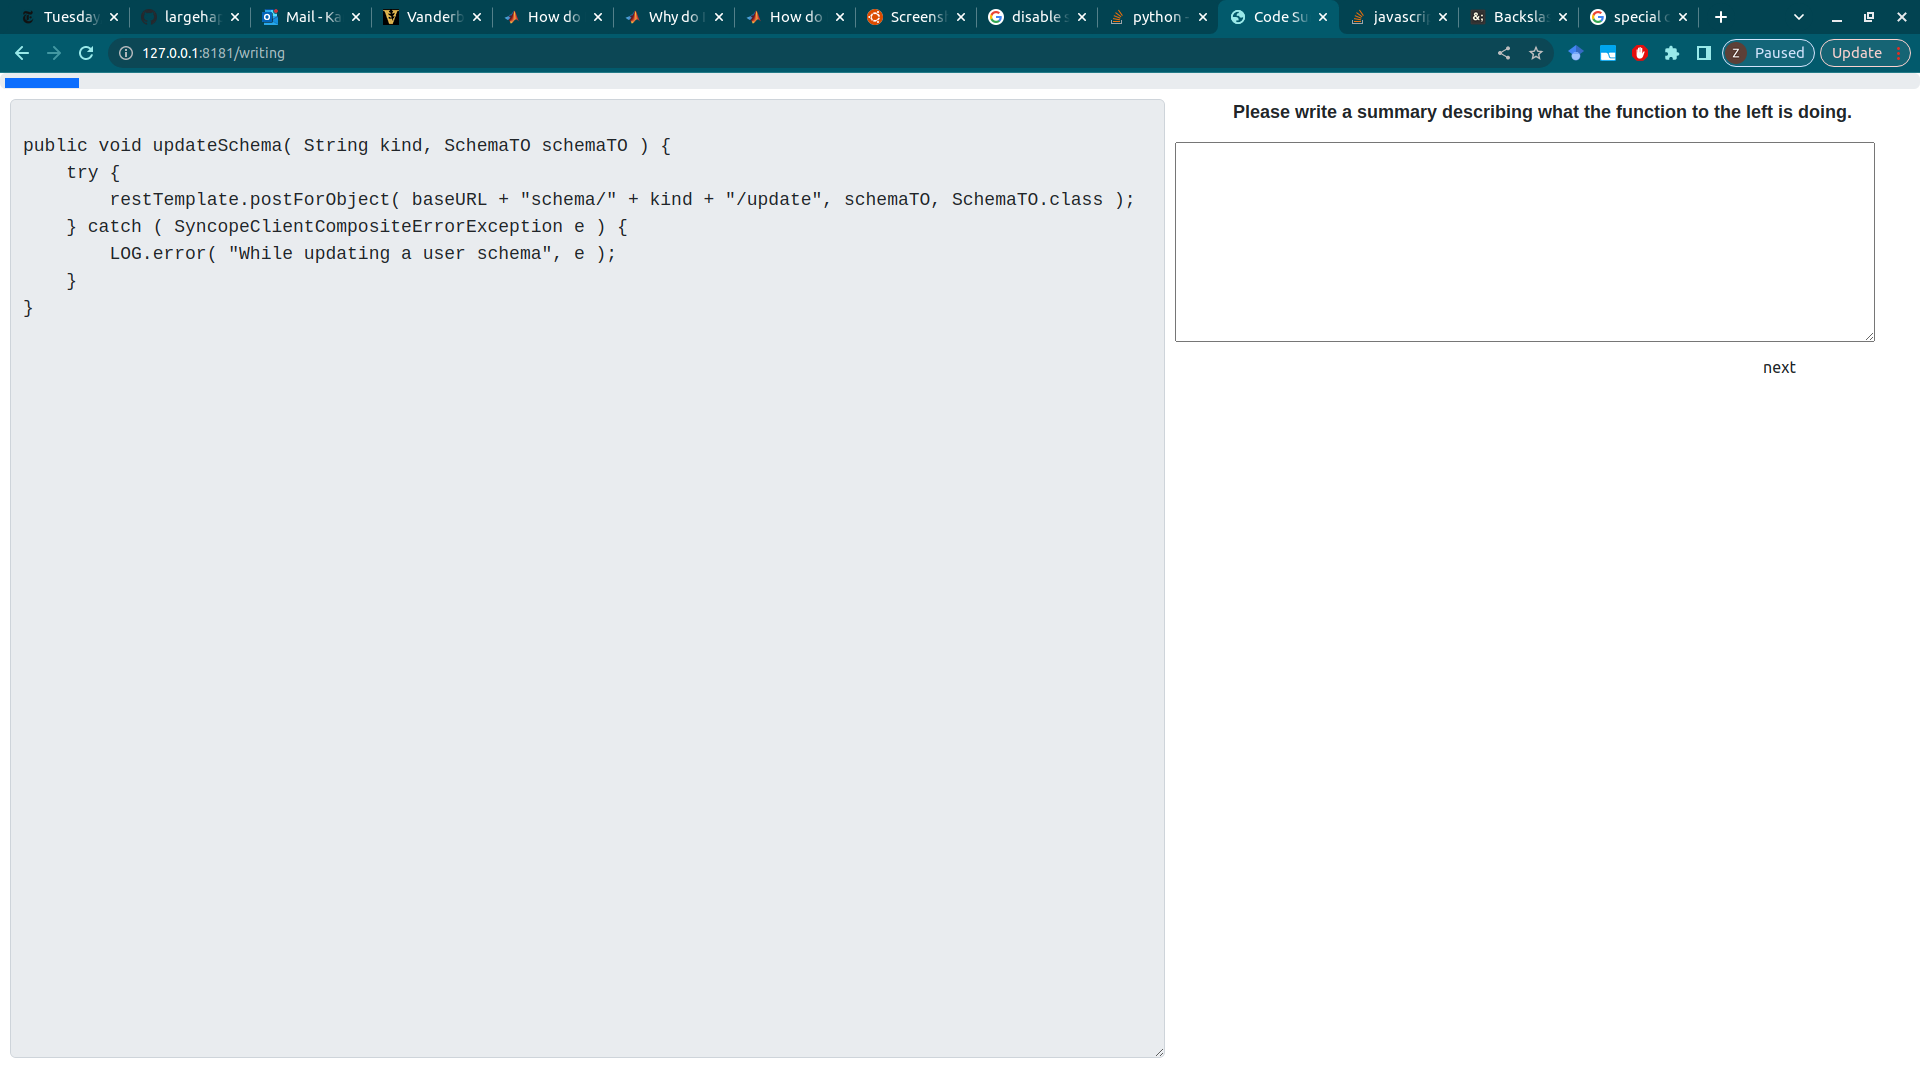 Tuesday
largehap
Mail - Ka
Vanderb
How do
Why do I
How do
Screens
disable s
python -
Code Su
javascrip
Backslas
special c
127.0.0.1:8181/writing
Z Paused
Update
Please write a summary describing what the function to the left is doing.
public void updateSchema( String kind, SchemaTO schemaTO ) {
    try {
        restTemplate.postForObject( baseURL + "schema/" + kind + "/update", schemaTO, SchemaTO.class );
    } catch ( SyncopeClientCompositeErrorException e ) {
        LOG.error( "While updating a user schema", e );
    }
}
next